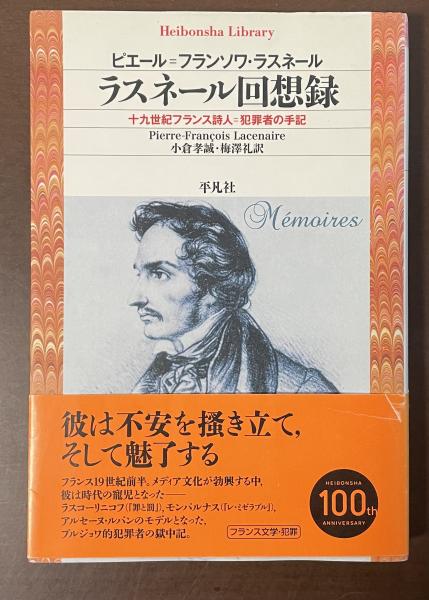 Heibonsha Library
ピエール=フランソワ・ラスネール
ラスネール回想録
十九世紀フランス詩人=犯罪者の手記
Pierre-François Lacenaire
小倉孝誠・梅澤礼訳
平凡社
Mémoires
彼は不安を掻き立て,
そして魅了する
フランス19世紀前半。メディア文化が勃興する中,
彼は時代の寵児となった——
ラスコーリニコフ(『罪と罰』),モンパルナス(『レ・ミゼラブル』),
アルセーヌ・ルパンのモデルとなった,
ブルジョワ的犯罪者の獄中記。
フランス文学・犯罪
HEIBONSHA
100th
ANNIVERSARY